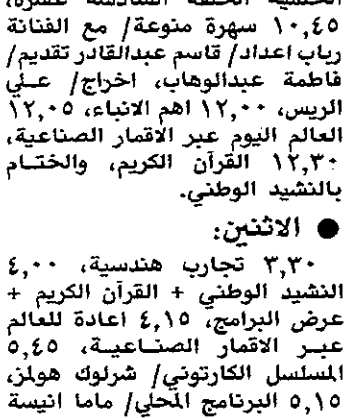 الخمسية الحلقة السادسة عشرة،
١٠,٤٥ سهرة منوعة/ مع الفنانة
رباب اعداد/ قاسم عبدالقادر تقديم/
فاطمة عبدالوهاب، اخراج/ علي
الريس، ١٢,٠٠ اهم الانباء، ١٢,٠٥
العالم اليوم عبر الاقمار الصناعية،
١٢,٣٠ القرآن الكريم، والختام
بالنشيد الوطني.
● الاثنين:
٣,٣٠ تجارب هندسية، ٤,٠٠
النشيد الوطني + القرآن الكريم +
عرض البرامج، ٤,١٥ اعادة للعالم
عبر الاقمار الصناعية، ٥,٤٥
المسلسل الكارتوني/ شرلوك هولمز،
٥,١٥ البرنامج المحلي/ ماما انيسة